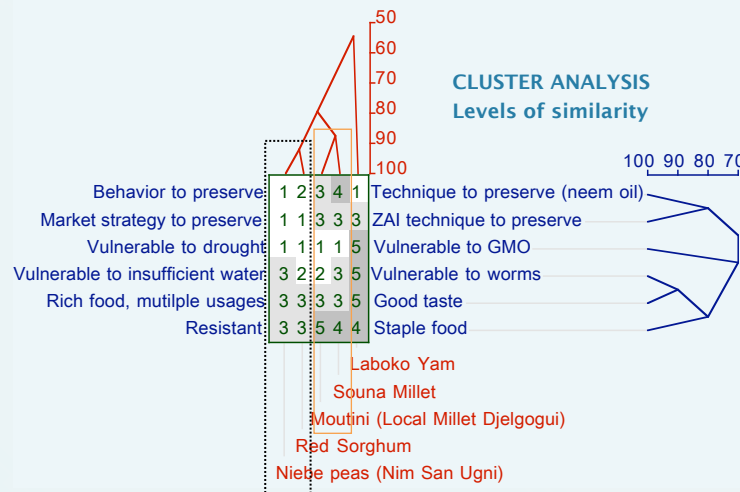 50
60
70
80
90
100
CLUSTER ANALYSIS
Levels of similarity
100 90 80 70
Behavior to preserve 1 2 3 4 1 Technique to preserve (neem oil)
Market strategy to preserve 1 1 3 3 3 ZAI technique to preserve
Vulnerable to drought 1 1 1 1 5 Vulnerable to GMO
Vulnerable to insufficient water 3 2 2 3 5 Vulnerable to worms
Rich food, mutilple usages 3 3 3 3 5 Good taste
Resistant 3 3 5 4 4 Staple food
Laboko Yam
Souna Millet
Moutini (Local Millet Djelgogui)
Red Sorghum
Niebe peas (Nim San Ugni)